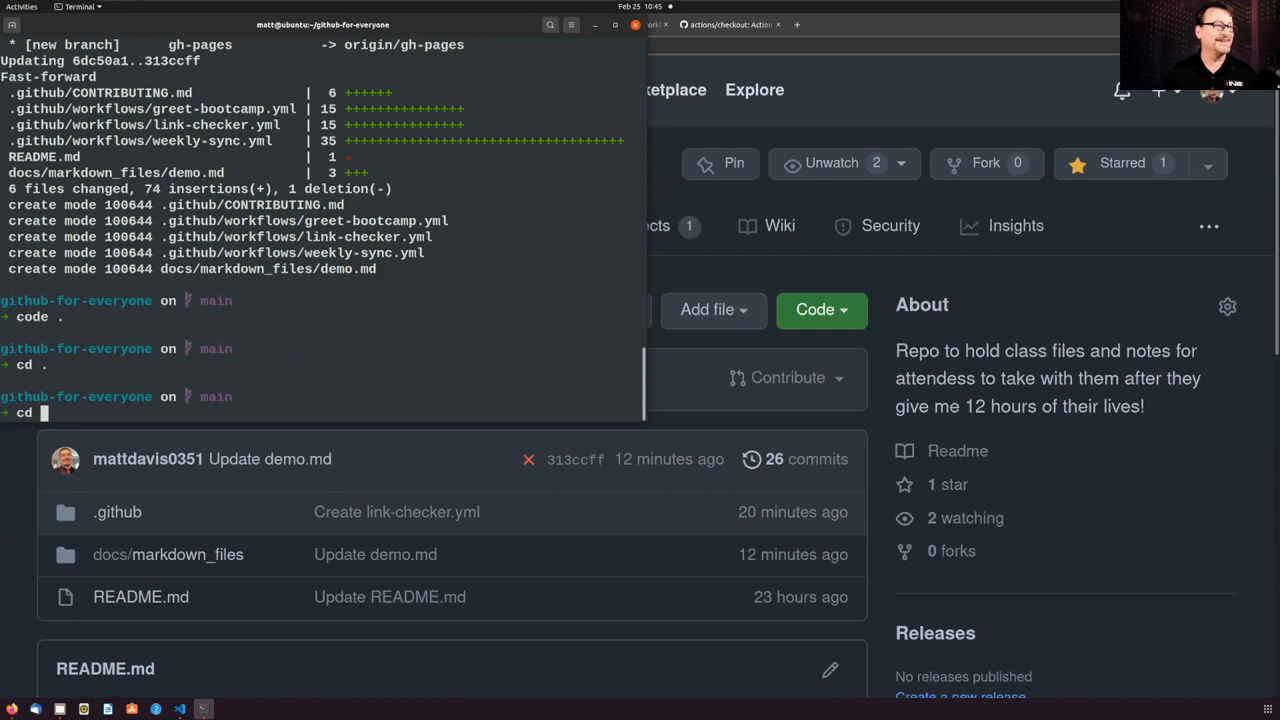 Activities
Terminal
Feb 25 10:45
matt@ubuntu:~/github-for-everyone
actions/checkout: Action
* [new branch] gh-pages -> origin/gh-pages
Updating 6dc50a1..313ccff
Fast-forward
.github/CONTRIBUTING.md | 6 ++++++
.github/workflows/greet-bootcamp.yml | 15 +++++++++++++++
.github/workflows/link-checker.yml | 15 +++++++++++++++
.github/workflows/weekly-sync.yml | 35 +++++++++++++++++++++++++++++++++++
README.md | 1 -
docs/markdown_files/demo.md | 3 +++
6 files changed, 74 insertions(+), 1 deletion(-)
create mode 100644 .github/CONTRIBUTING.md
create mode 100644 .github/workflows/greet-bootcamp.yml
create mode 100644 .github/workflows/link-checker.yml
create mode 100644 .github/workflows/weekly-sync.yml
create mode 100644 docs/markdown_files/demo.md
github-for-everyone on main
➜ code .
github-for-everyone on main
➜ cd .
github-for-everyone on main
➜ cd
ketplace Explore
Pin
Unwatch 2
Fork 0
Starred 1
ects 1
Wiki
Security
Insights
Add file
Code
Contribute
mattdavis0351 Update demo.md
313ccff 12 minutes ago
26 commits
.github Create link-checker.yml 20 minutes ago
docs/markdown_files Update demo.md 12 minutes ago
README.md Update README.md 23 hours ago
README.md
About
Repo to hold class files and notes for
attendess to take with them after they
give me 12 hours of their lives!
Readme
1 star
2 watching
0 forks
Releases
No releases published
Create a new release